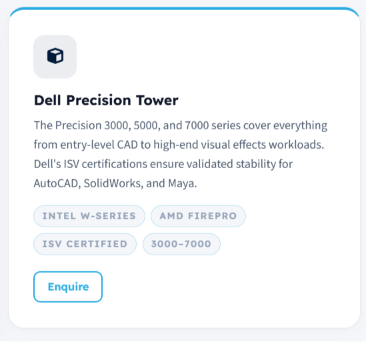 Dell Precision Tower
The Precision 3000, 5000, and 7000 series cover everything
from entry-level CAD to high-end visual effects workloads.
Dell's ISV certifications ensure validated stability for
AutoCAD, SolidWorks, and Maya.
INTEL W-SERIES AMD FIREPRO
ISV CERTIFIED 3000–7000
Enquire